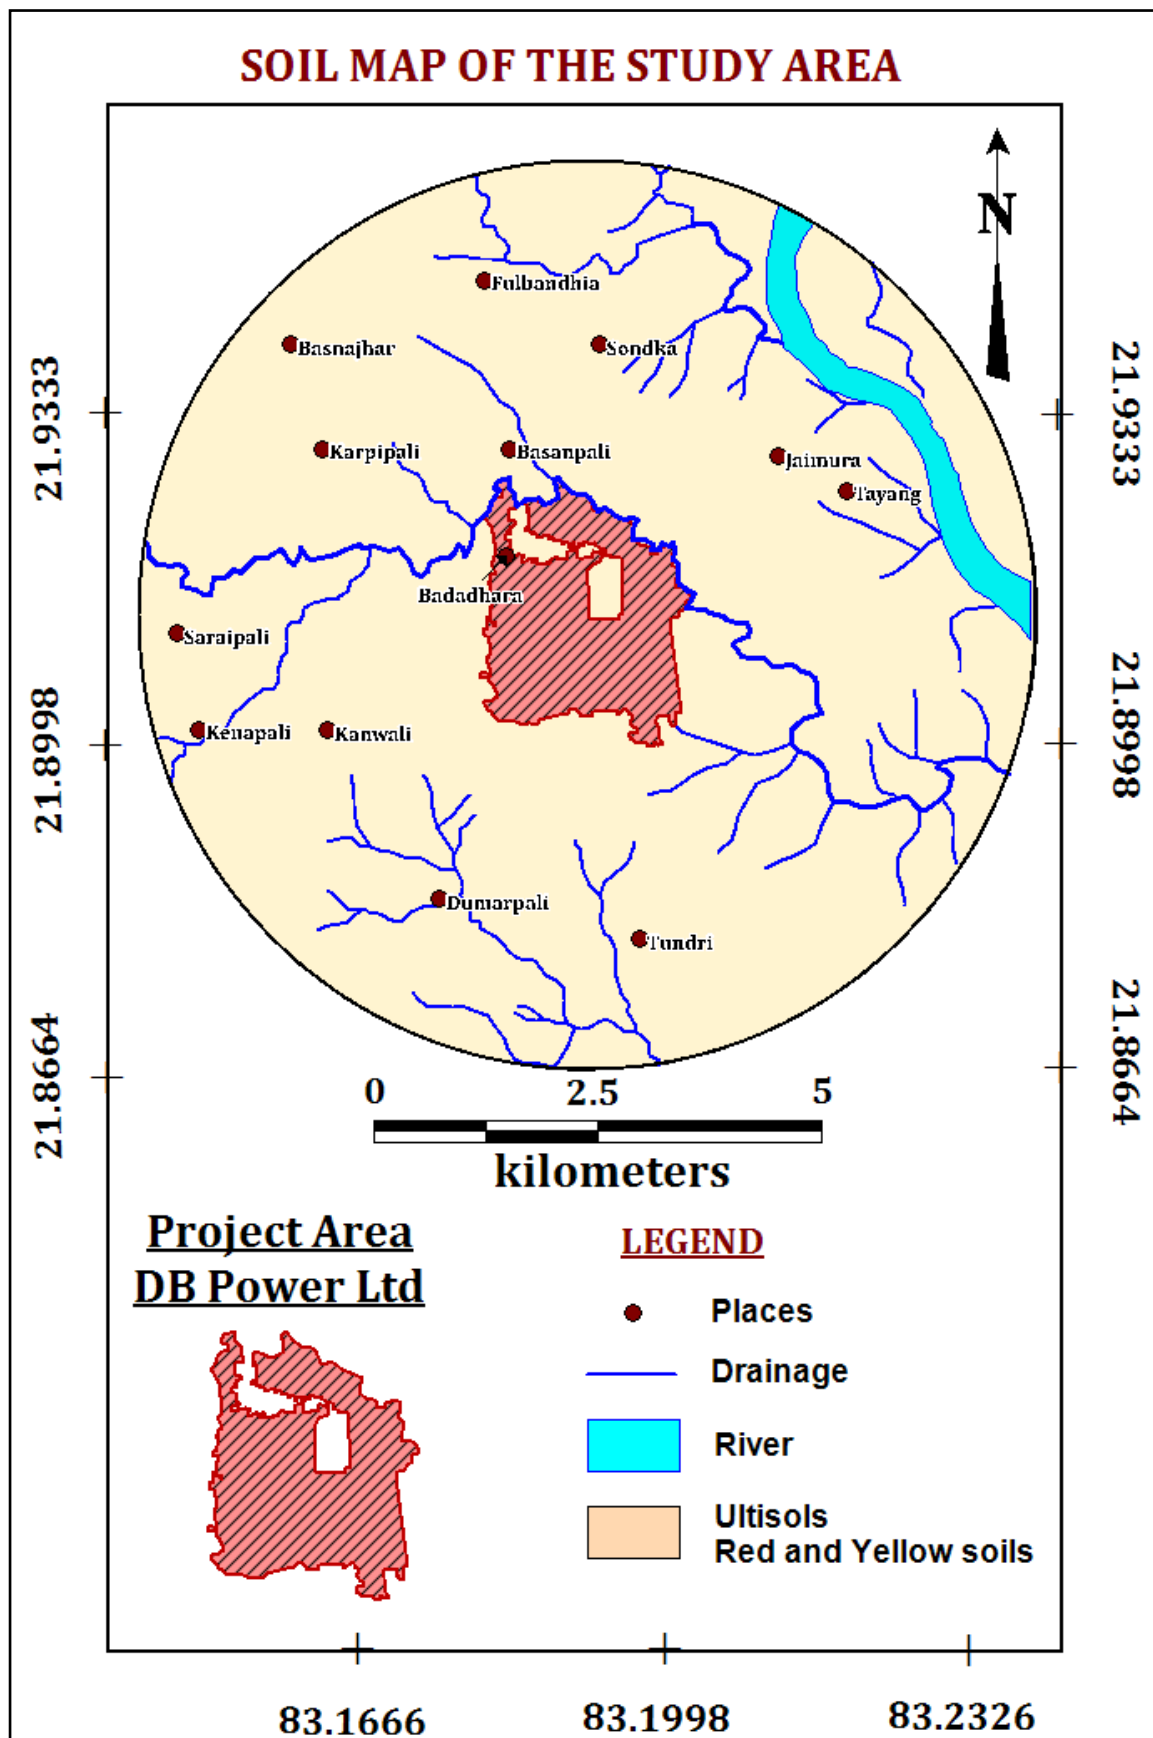 SOIL MAP OF THE STUDY AREA
N
Fulbandhia
Basnajhar
Sondka
21.9333
21.9333
Karpipali
Basanpali
Jaimura
Tayang
Badadhara
Saraipali
Kenapali
Kanwali
21.8998
21.8998
Dumarpali
Tundri
21.8664
21.8664
0 2.5 5
kilometers
Project Area
DB Power Ltd
LEGEND
Places
Drainage
River
Ultisols
Red and Yellow soils
83.1666 83.1998 83.2326